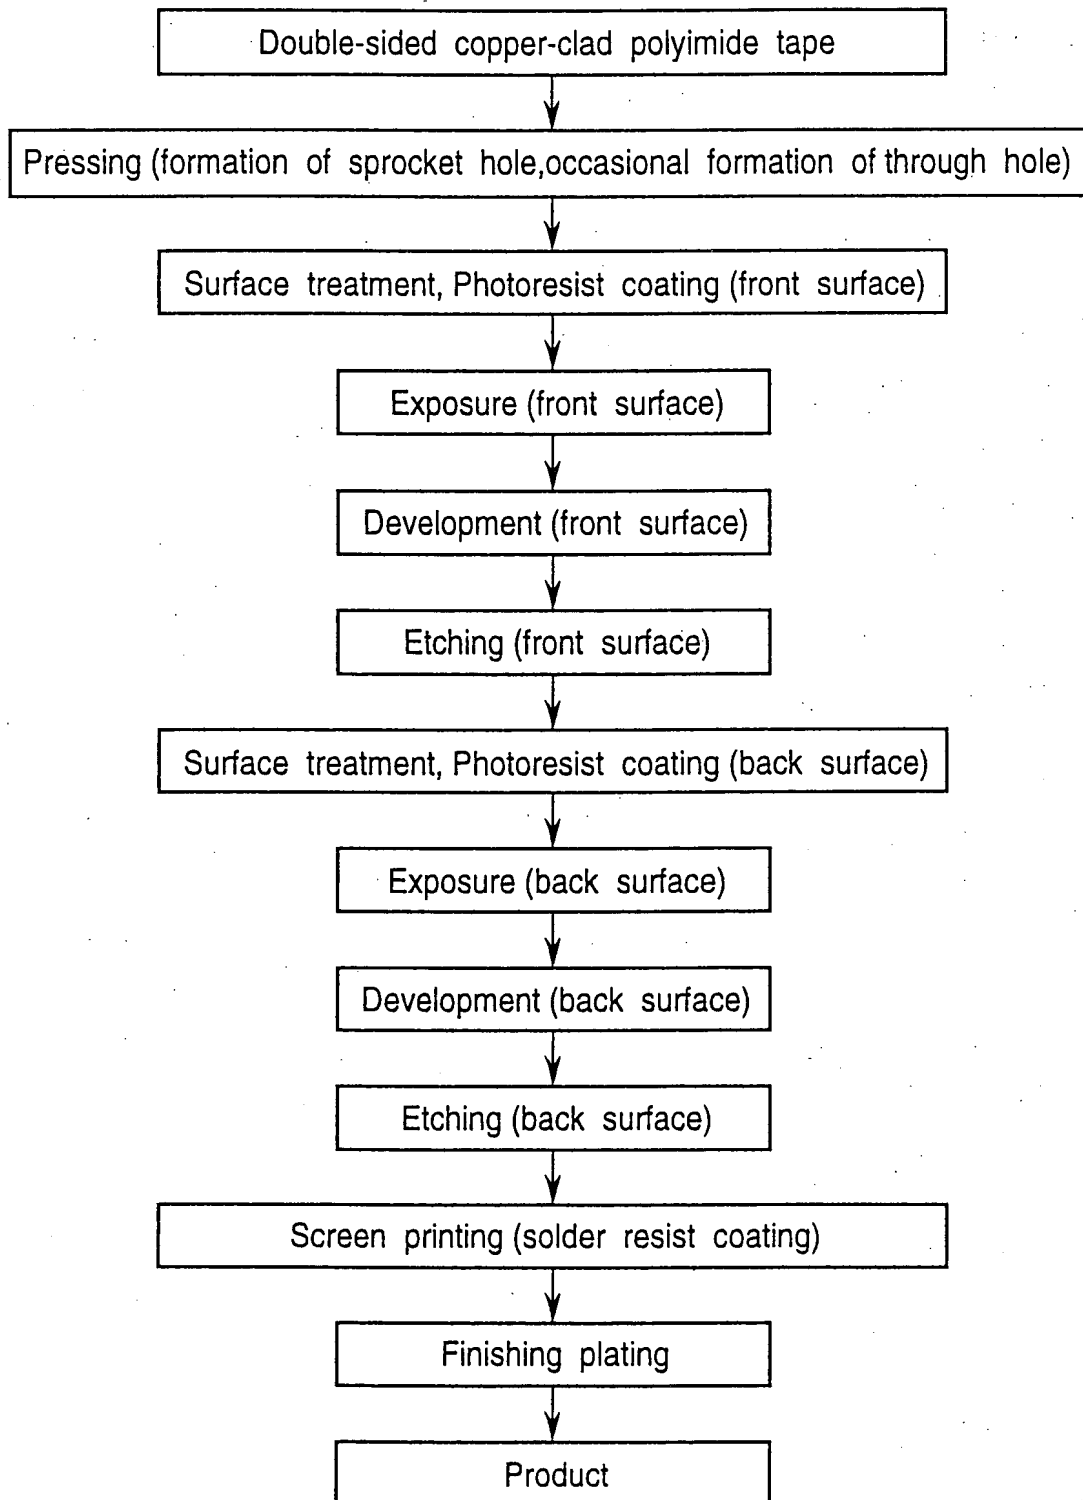 Double-sided copper-clad polyimide tape
Pressing (formation of sprocket hole,occasional formation of through hole)
Surface treatment, Photoresist coating (front surface)
Exposure (front surface)
Development (front surface)
Etching (front surface)
Surface treatment, Photoresist coating (back surface)
Exposure (back surface)
Development (back surface)
Etching (back surface)
Screen printing (solder resist coating)
Finishing plating
Product